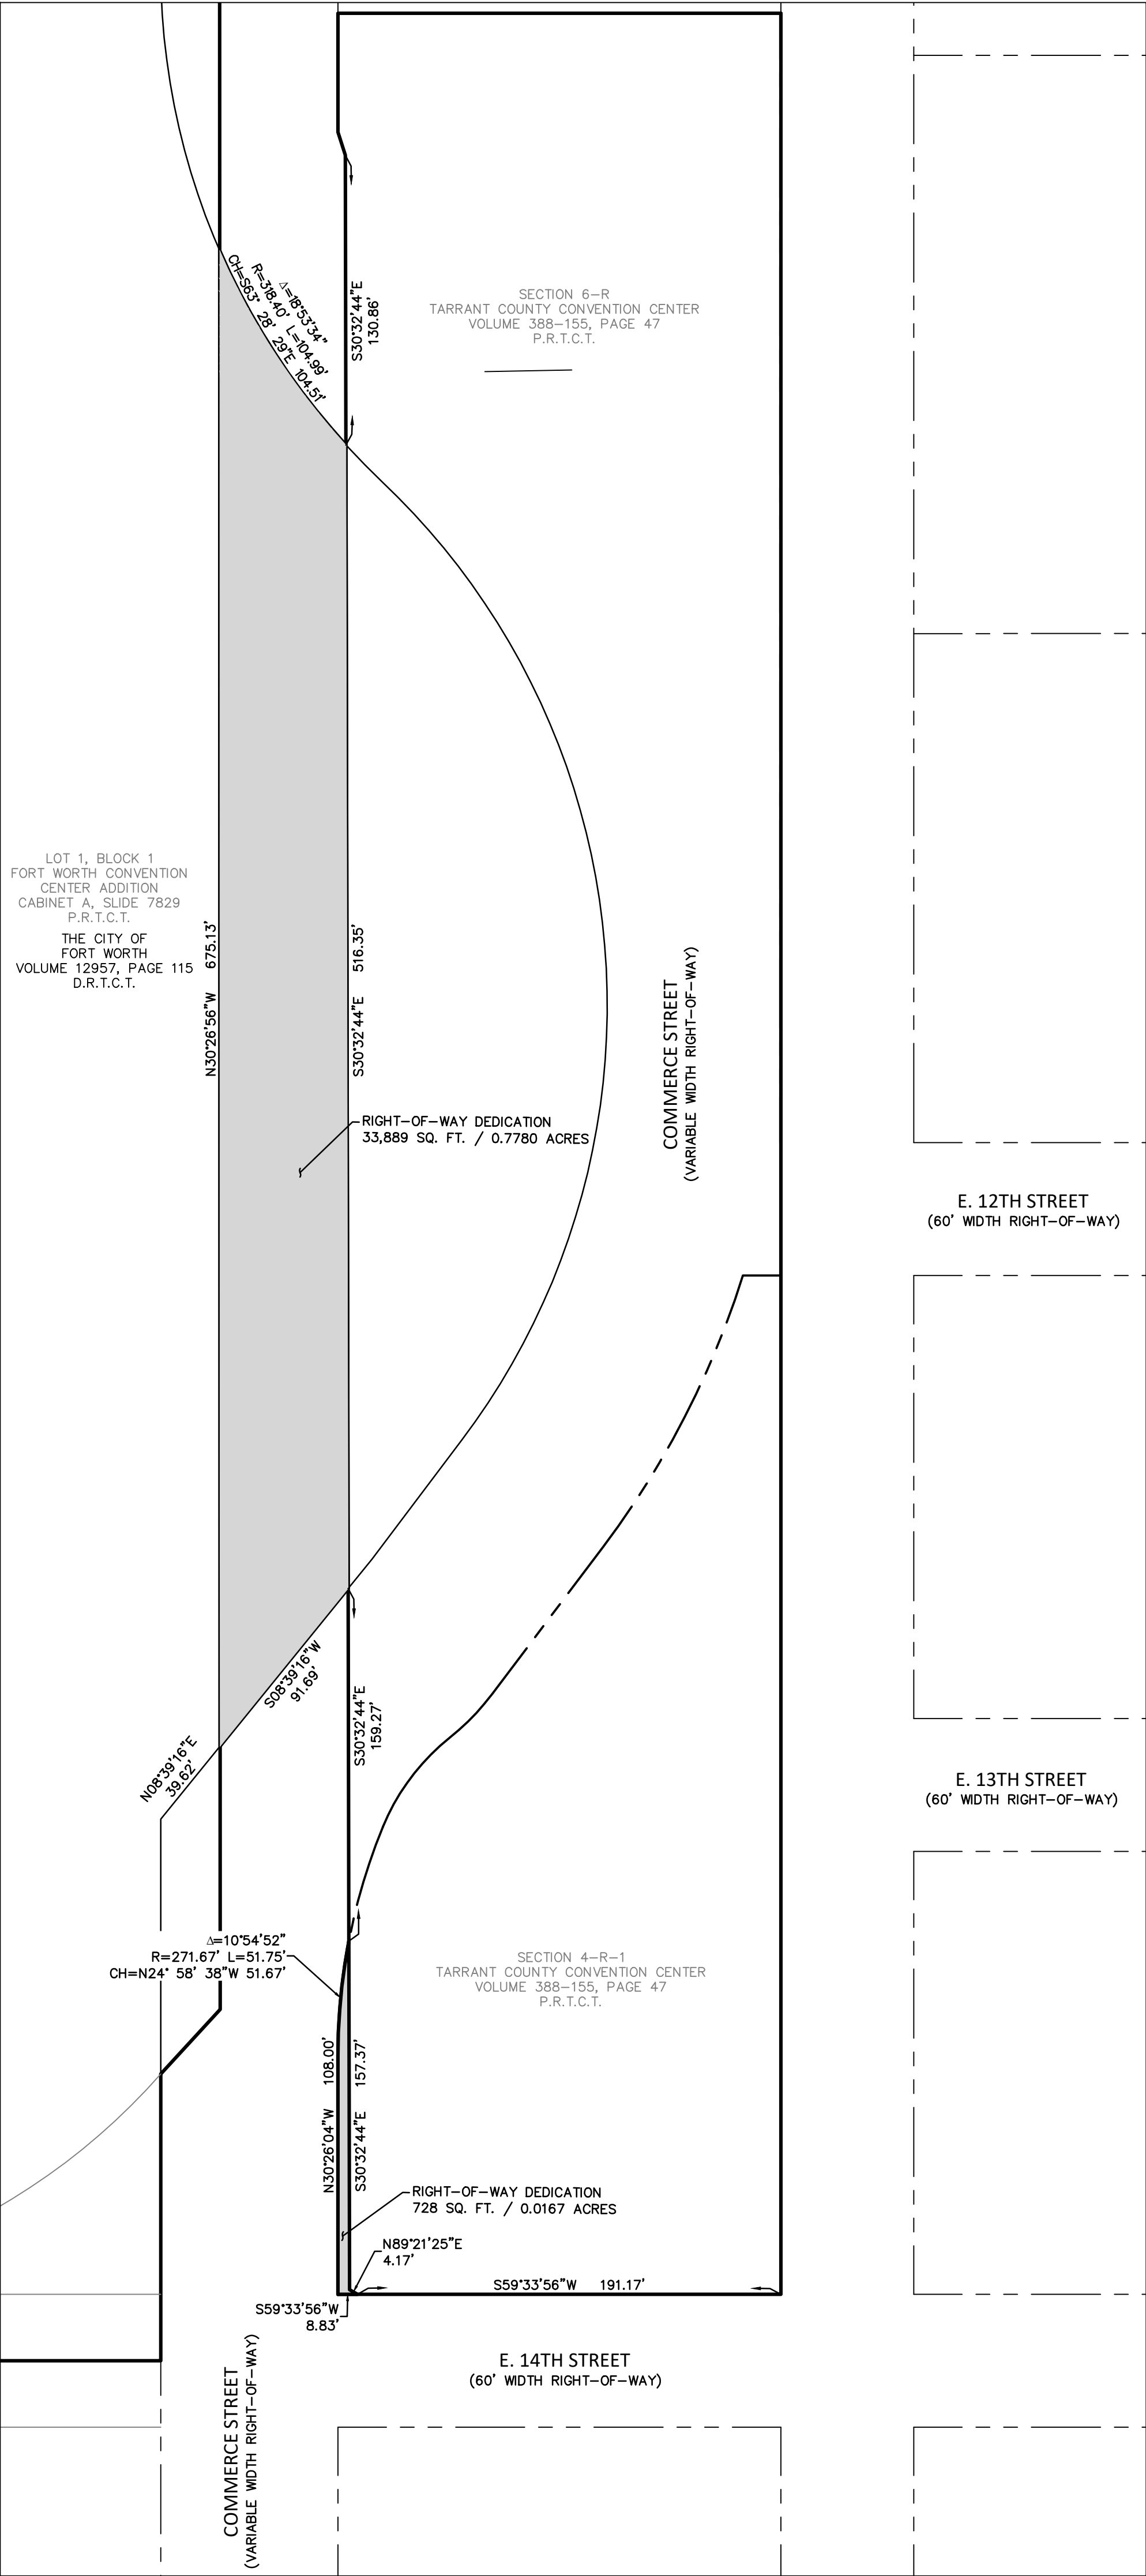 Δ=18°53'34"
R=318.40' L=104.99'
CH=S63° 28' 29"E 104.51'
S30°32'44"E
130.86'
SECTION 6-R
TARRANT COUNTY CONVENTION CENTER
VOLUME 388-155, PAGE 47
P.R.T.C.T.
LOT 1, BLOCK 1
FORT WORTH CONVENTION
CENTER ADDITION
CABINET A, SLIDE 7829
P.R.T.C.T.
THE CITY OF
FORT WORTH
VOLUME 12957, PAGE 115
D.R.T.C.T.
N30°26'56"W 675.13'
S30°32'44"E 516.35'
COMMERCE STREET
(VARIABLE WIDTH RIGHT-OF-WAY)
RIGHT-OF-WAY DEDICATION
33,889 SQ. FT. / 0.7780 ACRES
E. 12TH STREET
(60' WIDTH RIGHT-OF-WAY)
S08°39'16"W
91.69'
N08°39'16"E
39.62'
S30°32'44"E
159.27'
E. 13TH STREET
(60' WIDTH RIGHT-OF-WAY)
Δ=10°54'52"
R=271.67' L=51.75'
CH=N24° 58' 38"W 51.67'
SECTION 4-R-1
TARRANT COUNTY CONVENTION CENTER
VOLUME 388-155, PAGE 47
P.R.T.C.T.
N30°26'04"W 108.00'
S30°32'44"E 157.37'
RIGHT-OF-WAY DEDICATION
728 SQ. FT. / 0.0167 ACRES
N89°21'25"E
4.17'
S59°33'56"W 191.17'
S59°33'56"W
8.83'
E. 14TH STREET
(60' WIDTH RIGHT-OF-WAY)
COMMERCE STREET
(VARIABLE WIDTH RIGHT-OF-WAY)